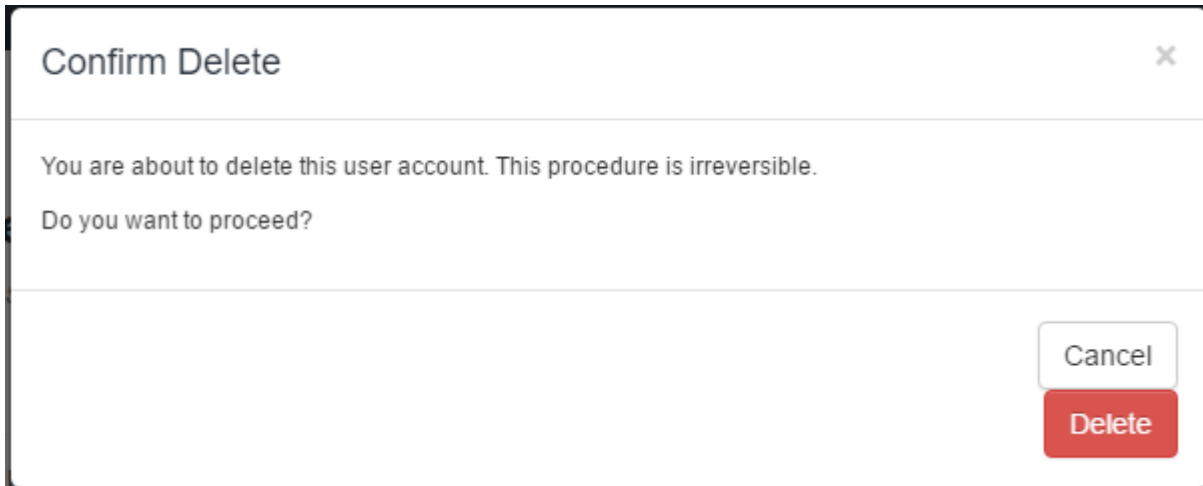 Confirm Delete
×
You are about to delete this user account. This procedure is irreversible.
Do you want to proceed?
Cancel
Delete